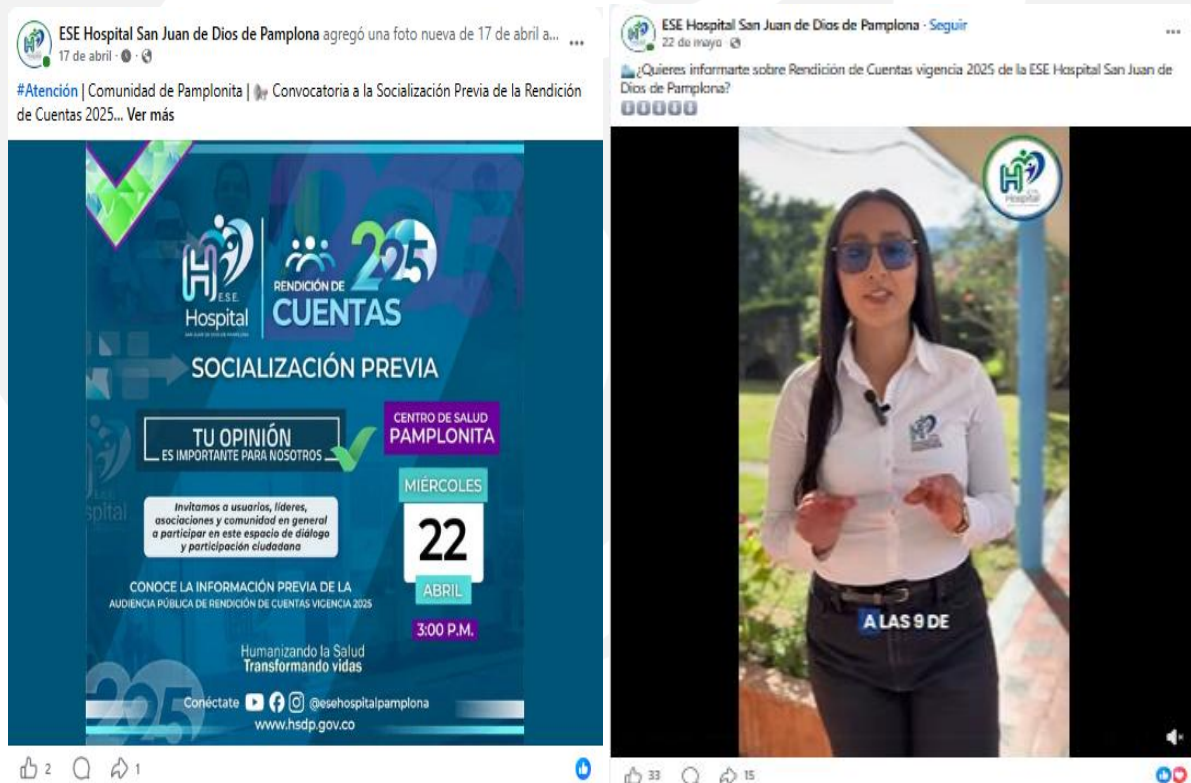 ESE Hospital San Juan de Dios de Pamplona agregó una foto nueva de 17 de abril a...
17 de abril
#Atención | Comunidad de Pamplonita | Convocatoria a la Socialización Previa de la Rendición
de Cuentas 2025... Ver más
H
E.S.E.
Hospital
SAN JUAN DE DIOS DE PAMPLONA
RENDICIÓN DE
CUENTAS
225
SOCIALIZACIÓN PREVIA
TU OPINIÓN
ES IMPORTANTE PARA NOSOTROS
CENTRO DE SALUD
PAMPLONITA
MIÉRCOLES
22
ABRIL
3:00 P.M.
Invitamos a usuarios, líderes,
asociaciones y comunidad en general
a participar en este espacio de diálogo
y participación ciudadana
CONOCE LA INFORMACIÓN PREVIA DE LA
AUDIENCIA PÚBLICA DE RENDICIÓN DE CUENTAS VIGENCIA 2025
Humanizando la Salud
Transformando vidas
Conéctate @esehospitalpamplona
www.hsdp.gov.co
2
1
ESE Hospital San Juan de Dios de Pamplona · Seguir
22 de mayo
¿Quieres informarte sobre Rendición de Cuentas vigencia 2025 de la ESE Hospital San Juan de
Dios de Pamplona?
H
Hospital
A LAS 9 DE
33
15